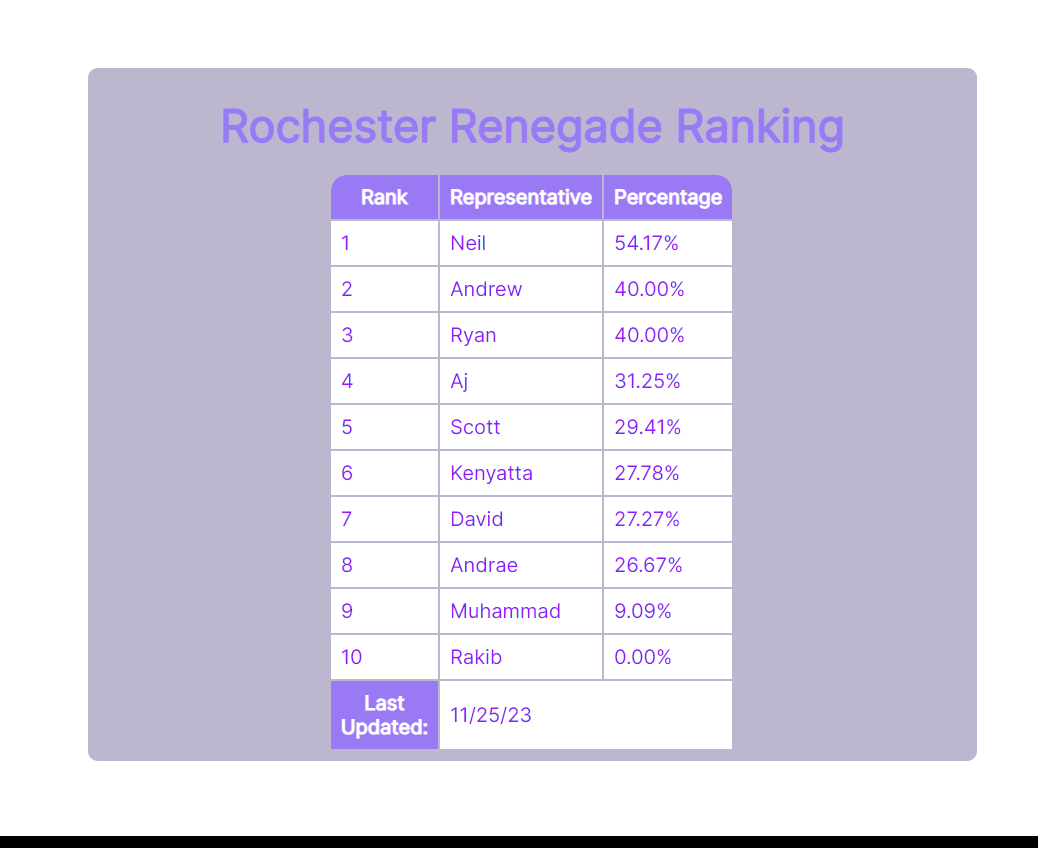 Rochester Renegade Ranking
Rank Representative Percentage
1 Neil 54.17%
2 Andrew 40.00%
3 Ryan 40.00%
4 Aj 31.25%
5 Scott 29.41%
6 Kenyatta 27.78%
7 David 27.27%
8 Andrae 26.67%
9 Muhammad 9.09%
10 Rakib 0.00%
Last
Updated: 11/25/23